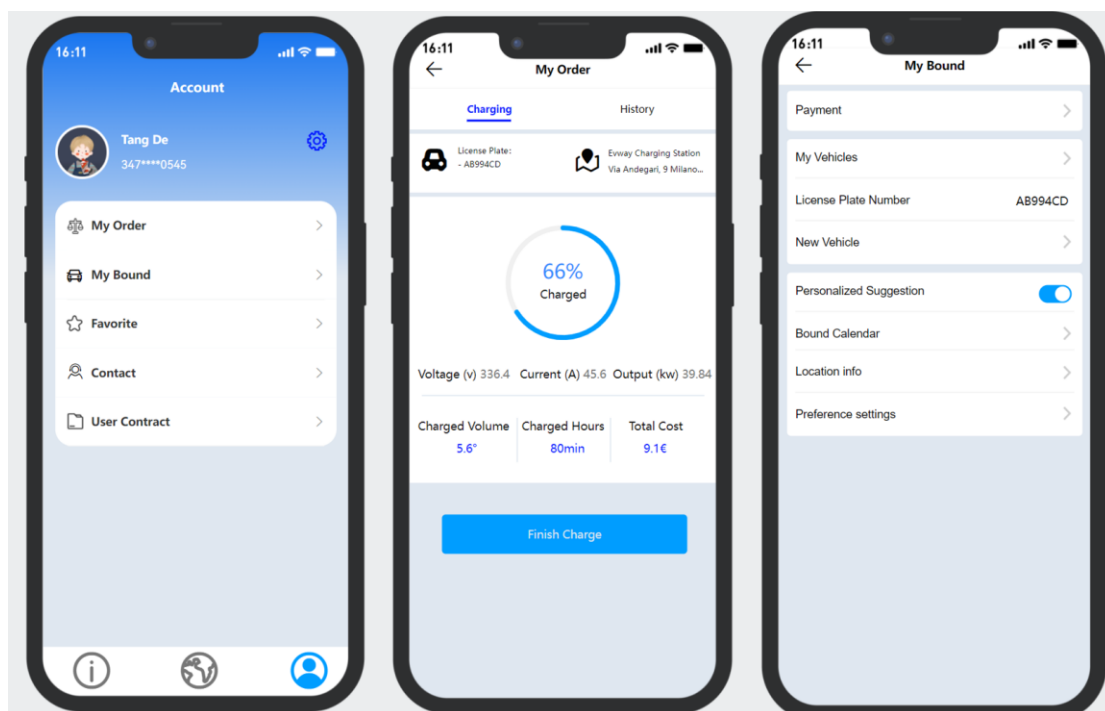 16:11
Account
Tang De
347****0545
My Order
My Bound
Favorite
Contact
User Contract
16:11
My Order
Charging
History
License Plate:
- AB994CD
Evway Charging Station
Via Andegari, 9 Milano...
66%
Charged
Voltage (v) 336.4 Current (A) 45.6 Output (kw) 39.84
Charged Volume Charged Hours Total Cost
5.6° 80min 9.1€
Finish Charge
16:11
My Bound
Payment
My Vehicles
License Plate Number AB994CD
New Vehicle
Personalized Suggestion
Bound Calendar
Location info
Preference settings